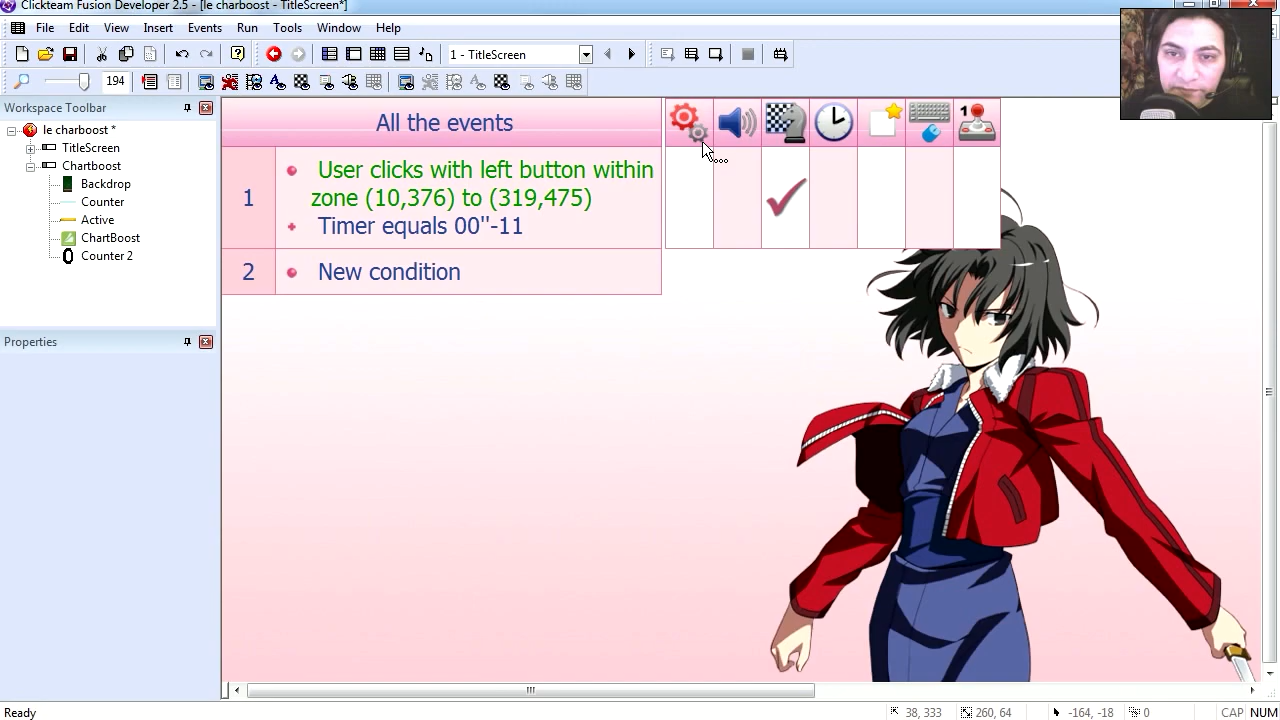 Clickteam Fusion Developer 2.5 - [le charboost - TitleScreen*]
File Edit View Insert Events Run Tools Window Help
1 - TitleScreen
194
Workspace Toolbar
le charboost *
TitleScreen
Chartboost
Backdrop
Counter
Active
ChartBoost
Counter 2
Properties
All the events
1
1
User clicks with left button within
zone (10,376) to (319,475)
Timer equals 00"-11
2 New condition
Ready
38, 333 260, 64 -164, -18 0 CAP NUM